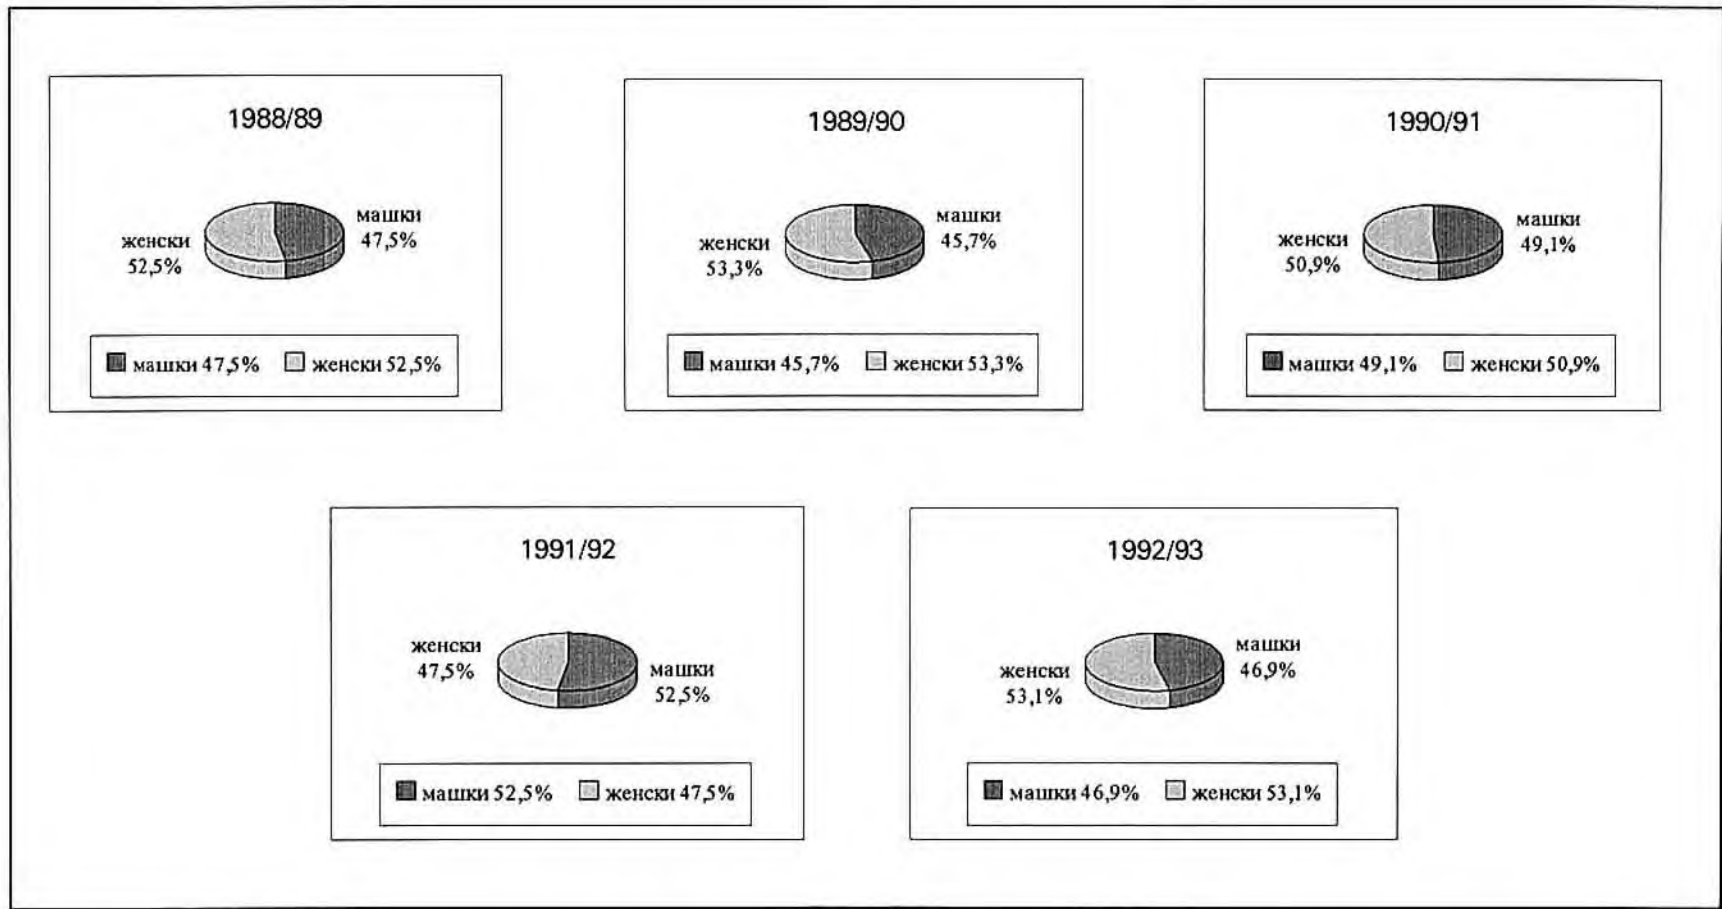 1988/89
женски
52,5%
машки
47,5%
машки 47,5% женски 52,5%
1989/90
женски
53,3%
машки
45,7%
машки 45,7% женски 53,3%
1990/91
женски
50,9%
машки
49,1%
машки 49,1% женски 50,9%
1991/92
женски
47,5%
машки
52,5%
машки 52,5% женски 47,5%
1992/93
женски
53,1%
машки
46,9%
машки 46,9% женски 53,1%